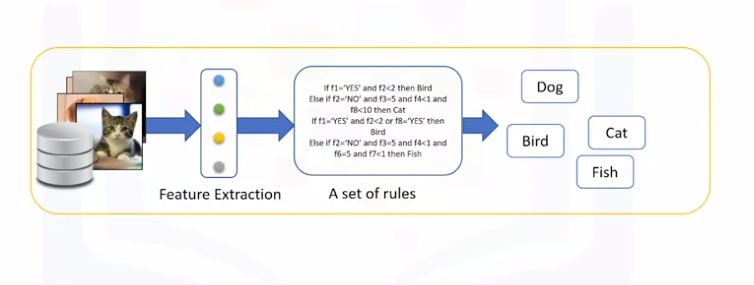 If f1='YES' and f2<2 then Bird
Else if f2='NO' and f3=5 and f4<1 and
f8<10 then Cat
If f1='YES' and f2<2 or f8='YES' then
Bird
Else if f2='NO' and f3=5 and f4<1 and
f6=5 and f7<1 then Fish
Feature Extraction
A set of rules
Dog
Bird
Cat
Fish